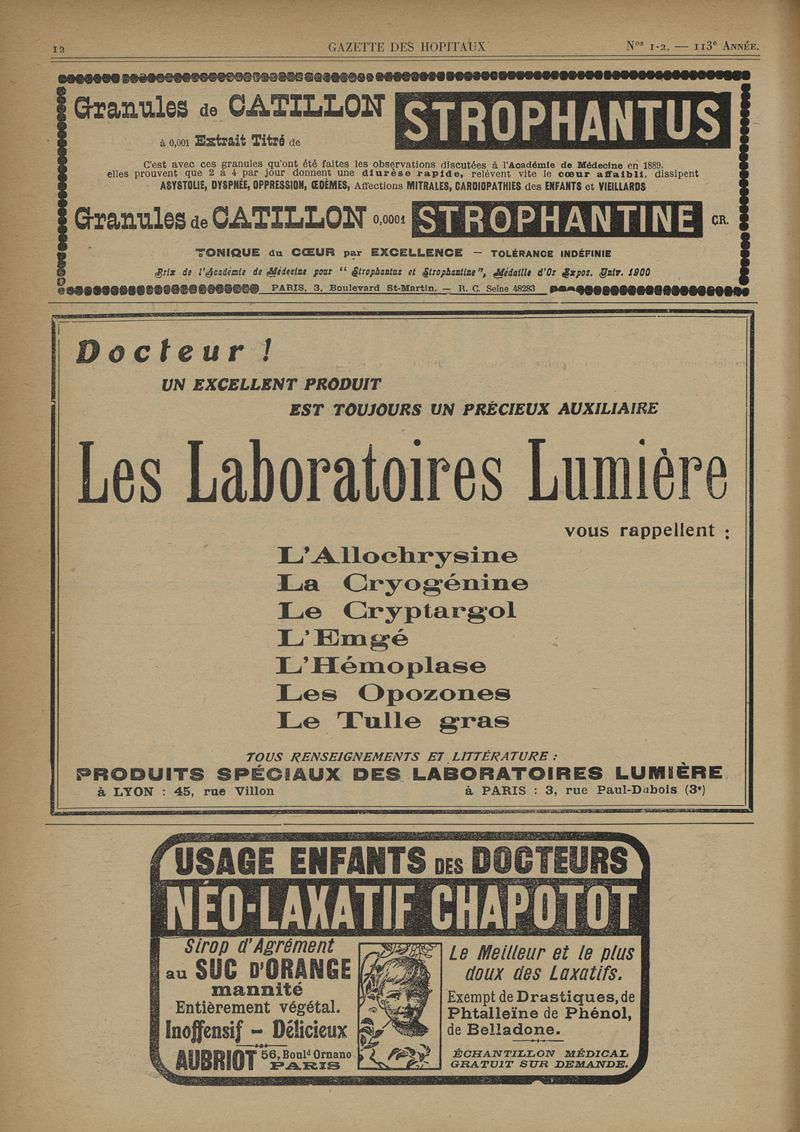 12
GAZETTE DES HOPITAUX
Nos 1-2. — 113e ANNÉE.
Granules de CATILLON
à 0,001 Extrait Titré de
STROPHANTUS
C'est avec ces granules qu'ont été faites les observations discutées à l'Académie de Médecine en 1889.
elles prouvent que 2 à 4 par jour donnent une diurèse rapide, relèvent vite le cœur affaibli, dissipent
ASYSTOLIE, DYSPNÉE, OPPRESSION, ŒDÈMES, Affections MITRALES, CARDIOPATHIES des ENFANTS et VIEILLARDS
Granules de CATILLON 0,0001 STROPHANTINE CR.
TONIQUE du CŒUR par EXCELLENCE — TOLÉRANCE INDÉFINIE
Prix de l'Académie de Médecine pour “ Strophantus et Strophantine”, Médaille d'Or Expos. Univ. 1900
PARIS, 3, Boulevard St-Martin. — R. C. Seine 48283
Docteur !
UN EXCELLENT PRODUIT
EST TOUJOURS UN PRÉCIEUX AUXILIAIRE
Les Laboratoires Lumière
vous rappellent :
L'Allochrysine
La Cryogénine
Le Cryptargol
L'Emgé
L'Hémoplase
Les Opozones
Le Tulle gras
TOUS RENSEIGNEMENTS ET LITTÉRATURE :
PRODUITS SPÉCIAUX DES LABORATOIRES LUMIÈRE
à LYON : 45, rue Villon
à PARIS : 3, rue Paul-Dubois (3e)
USAGE ENFANTS DES DOCTEURS
NÉO-LAXATIF CHAPOTOT
Sirop d'Agrément
au SUC D'ORANGE
mannité
Entièrement végétal.
Inoffensif – Délicieux
AUBRIOT 56, Bould Ornano
PARIS
Le Meilleur et le plus
doux des Laxatifs.
Exempt de Drastiques, de
Phtalleïne de Phénol,
de Belladone.
ÉCHANTILLON MÉDICAL
GRATUIT SUR DEMANDE.